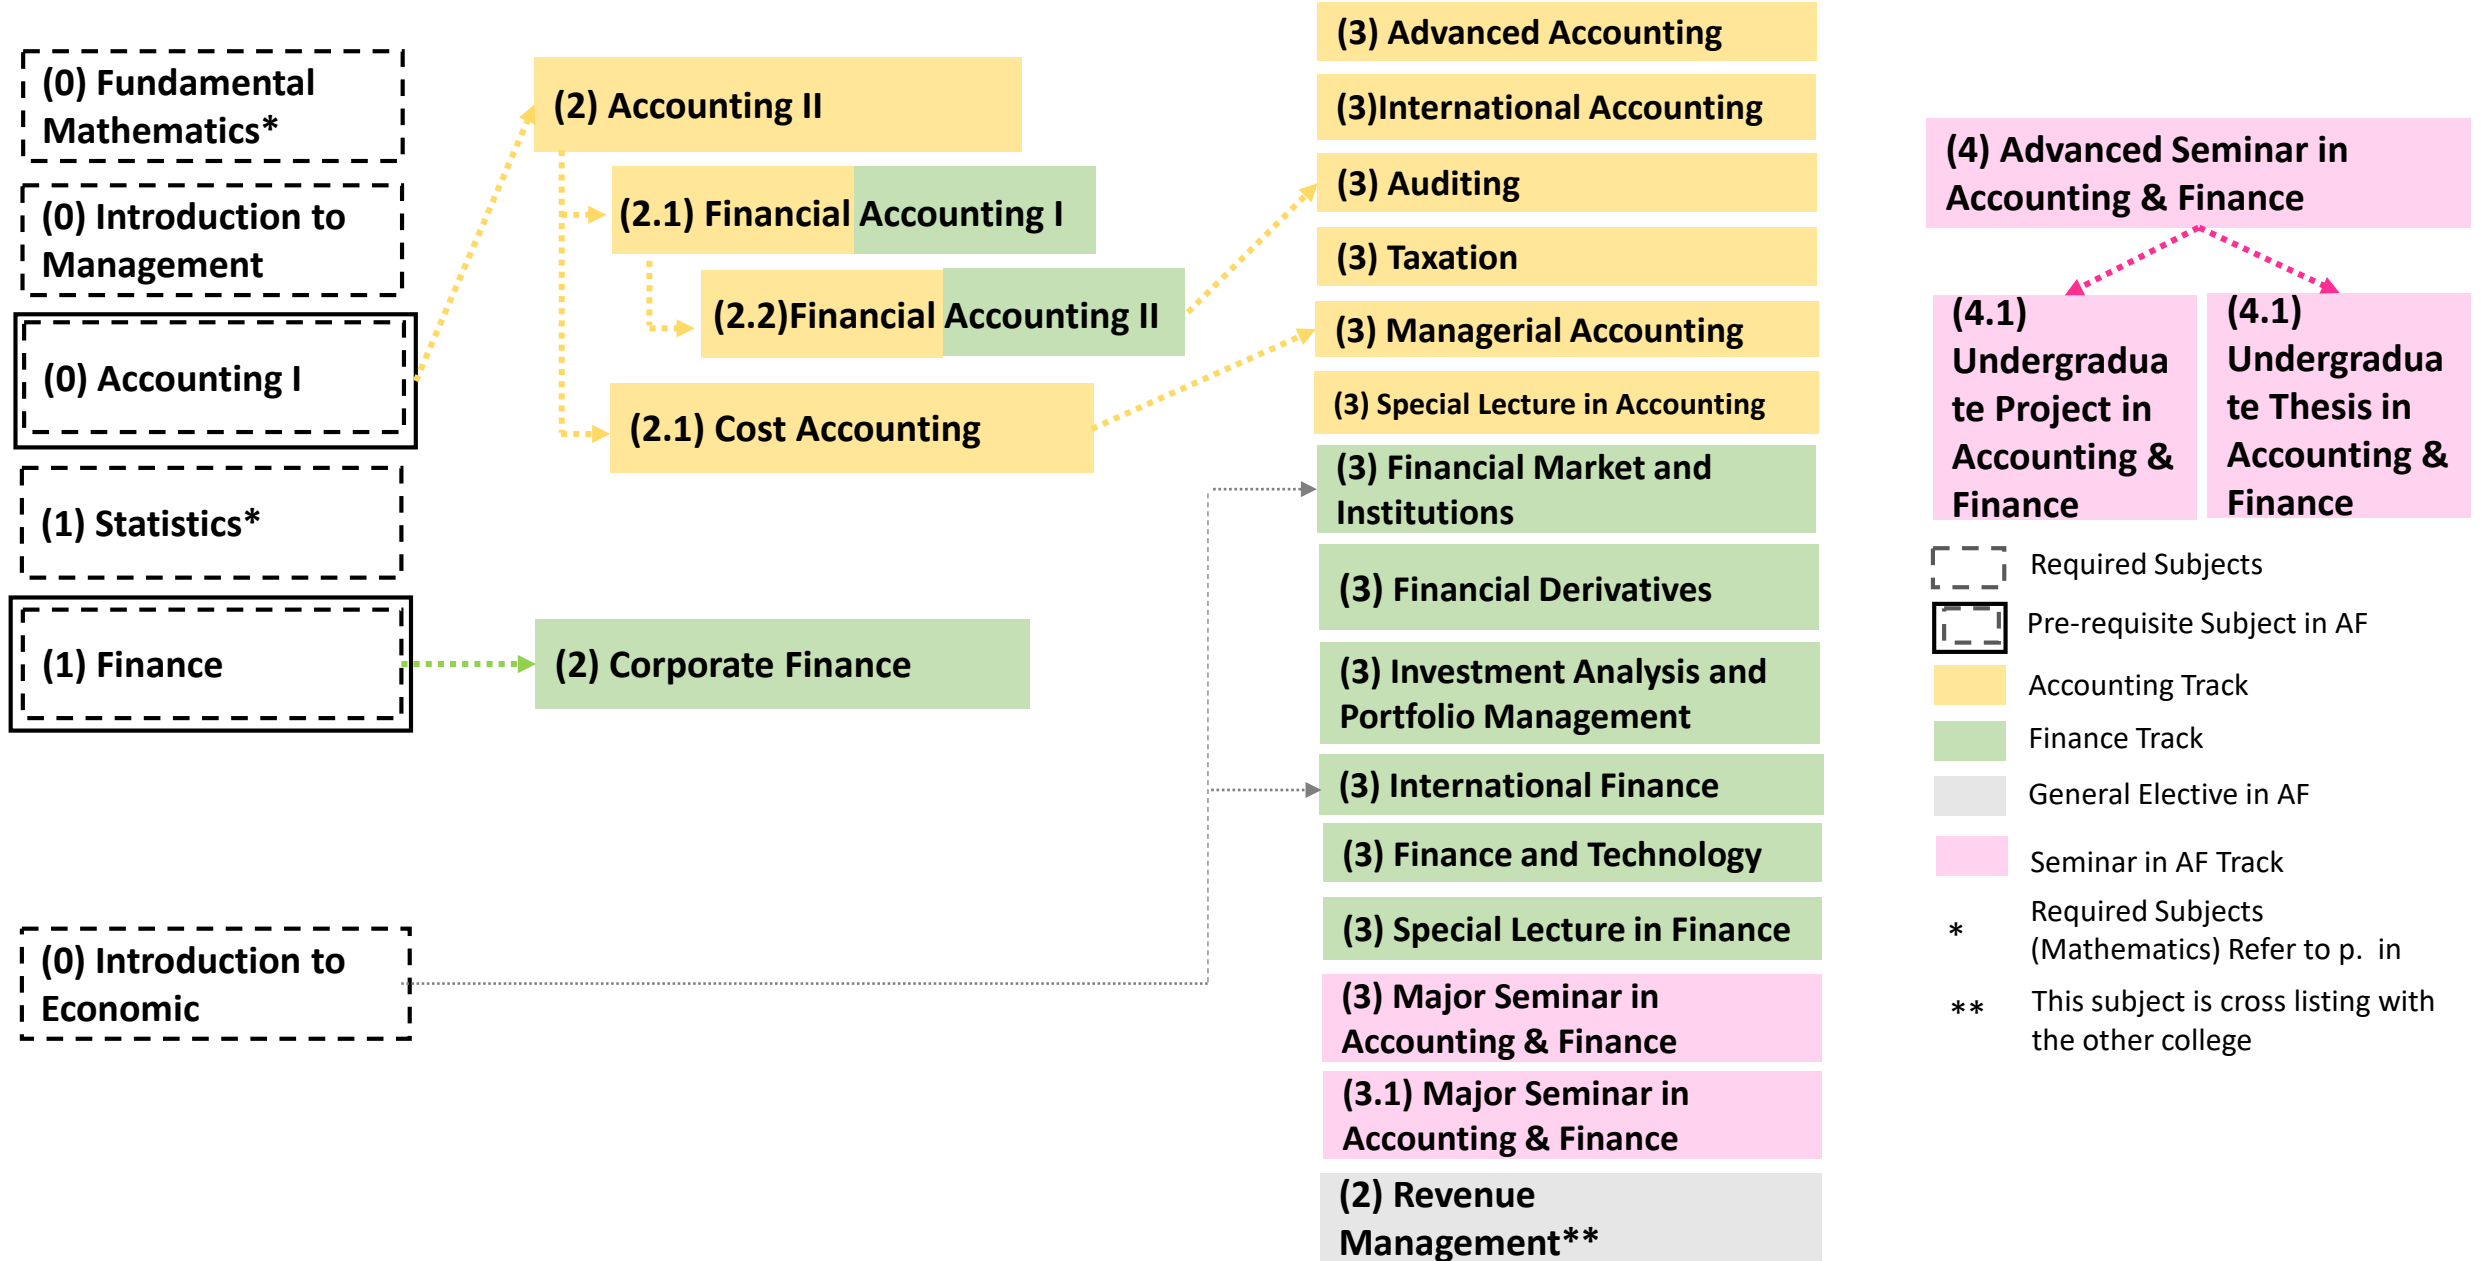 (0) Fundamental
Mathematics*
(0) Introduction to
Management
(0) Accounting I
(1) Statistics*
(1) Finance
(0) Introduction to
Economic
(2) Accounting II
(2.1) Financial Accounting I
(2.2)Financial Accounting II
(2.1) Cost Accounting
(2) Corporate Finance
(3) Advanced Accounting
(3)International Accounting
(3) Auditing
(3) Taxation
(3) Managerial Accounting
(3) Special Lecture in Accounting
(3) Financial Market and
Institutions
(3) Financial Derivatives
(3) Investment Analysis and
Portfolio Management
(3) International Finance
(3) Finance and Technology
(3) Special Lecture in Finance
(3) Major Seminar in
Accounting & Finance
(3.1) Major Seminar in
Accounting & Finance
(2) Revenue
Management**
(4) Advanced Seminar in
Accounting & Finance
(4.1)
Undergradua
te Project in
Accounting &
Finance
(4.1)
Undergradua
te Thesis in
Accounting &
Finance
Required Subjects
Pre-requisite Subject in AF
Accounting Track
Finance Track
General Elective in AF
Seminar in AF Track
* Required Subjects
(Mathematics) Refer to p. in
** This subject is cross listing with
the other college